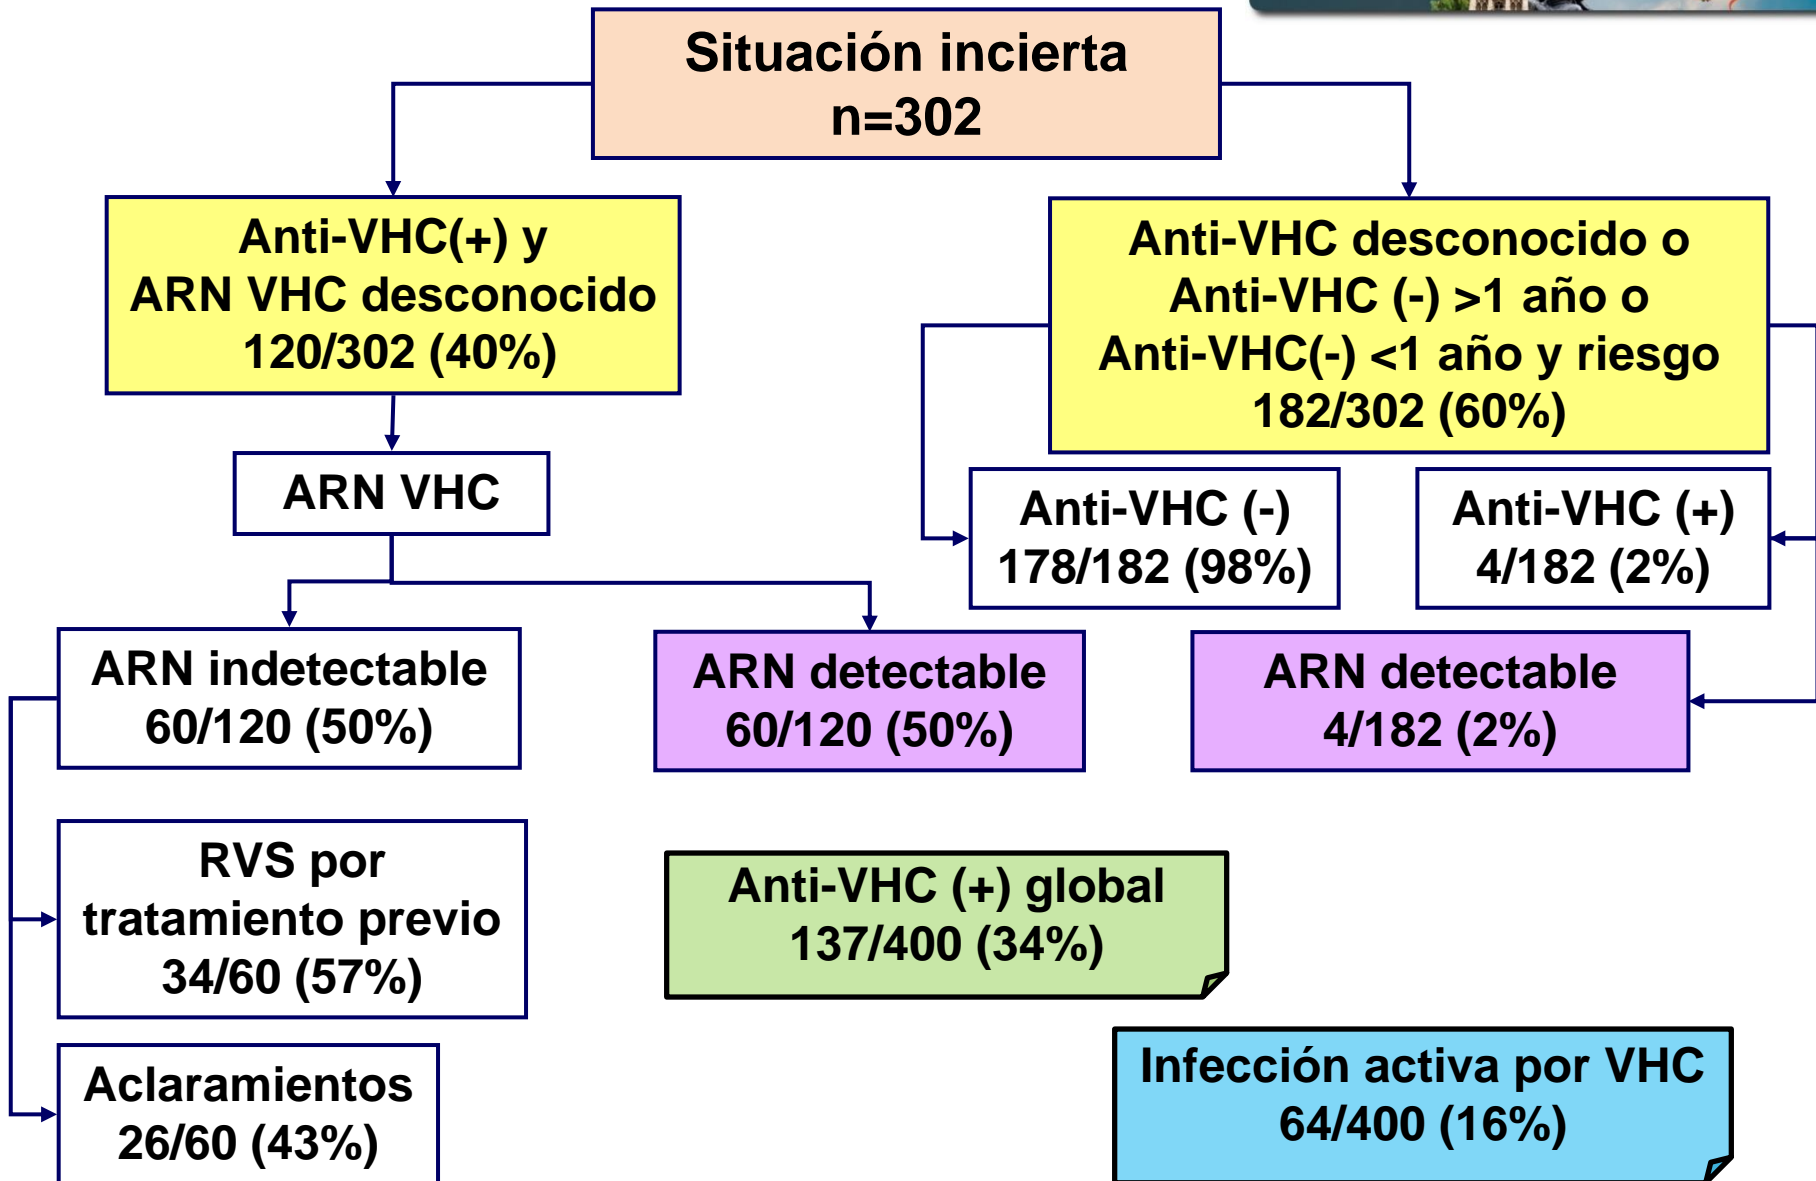 Situación incierta
n=302
Anti-VHC(+) y
ARN VHC desconocido
120/302 (40%)
Anti-VHC desconocido o
Anti-VHC (-) >1 año o
Anti-VHC(-) <1 año y riesgo
182/302 (60%)
ARN VHC
Anti-VHC (-)
178/182 (98%)
Anti-VHC (+)
4/182 (2%)
ARN indetectable
60/120 (50%)
ARN detectable
60/120 (50%)
ARN detectable
4/182 (2%)
RVS por
tratamiento previo
34/60 (57%)
Anti-VHC (+) global
137/400 (34%)
Aclaramientos
26/60 (43%)
Infección activa por VHC
64/400 (16%)